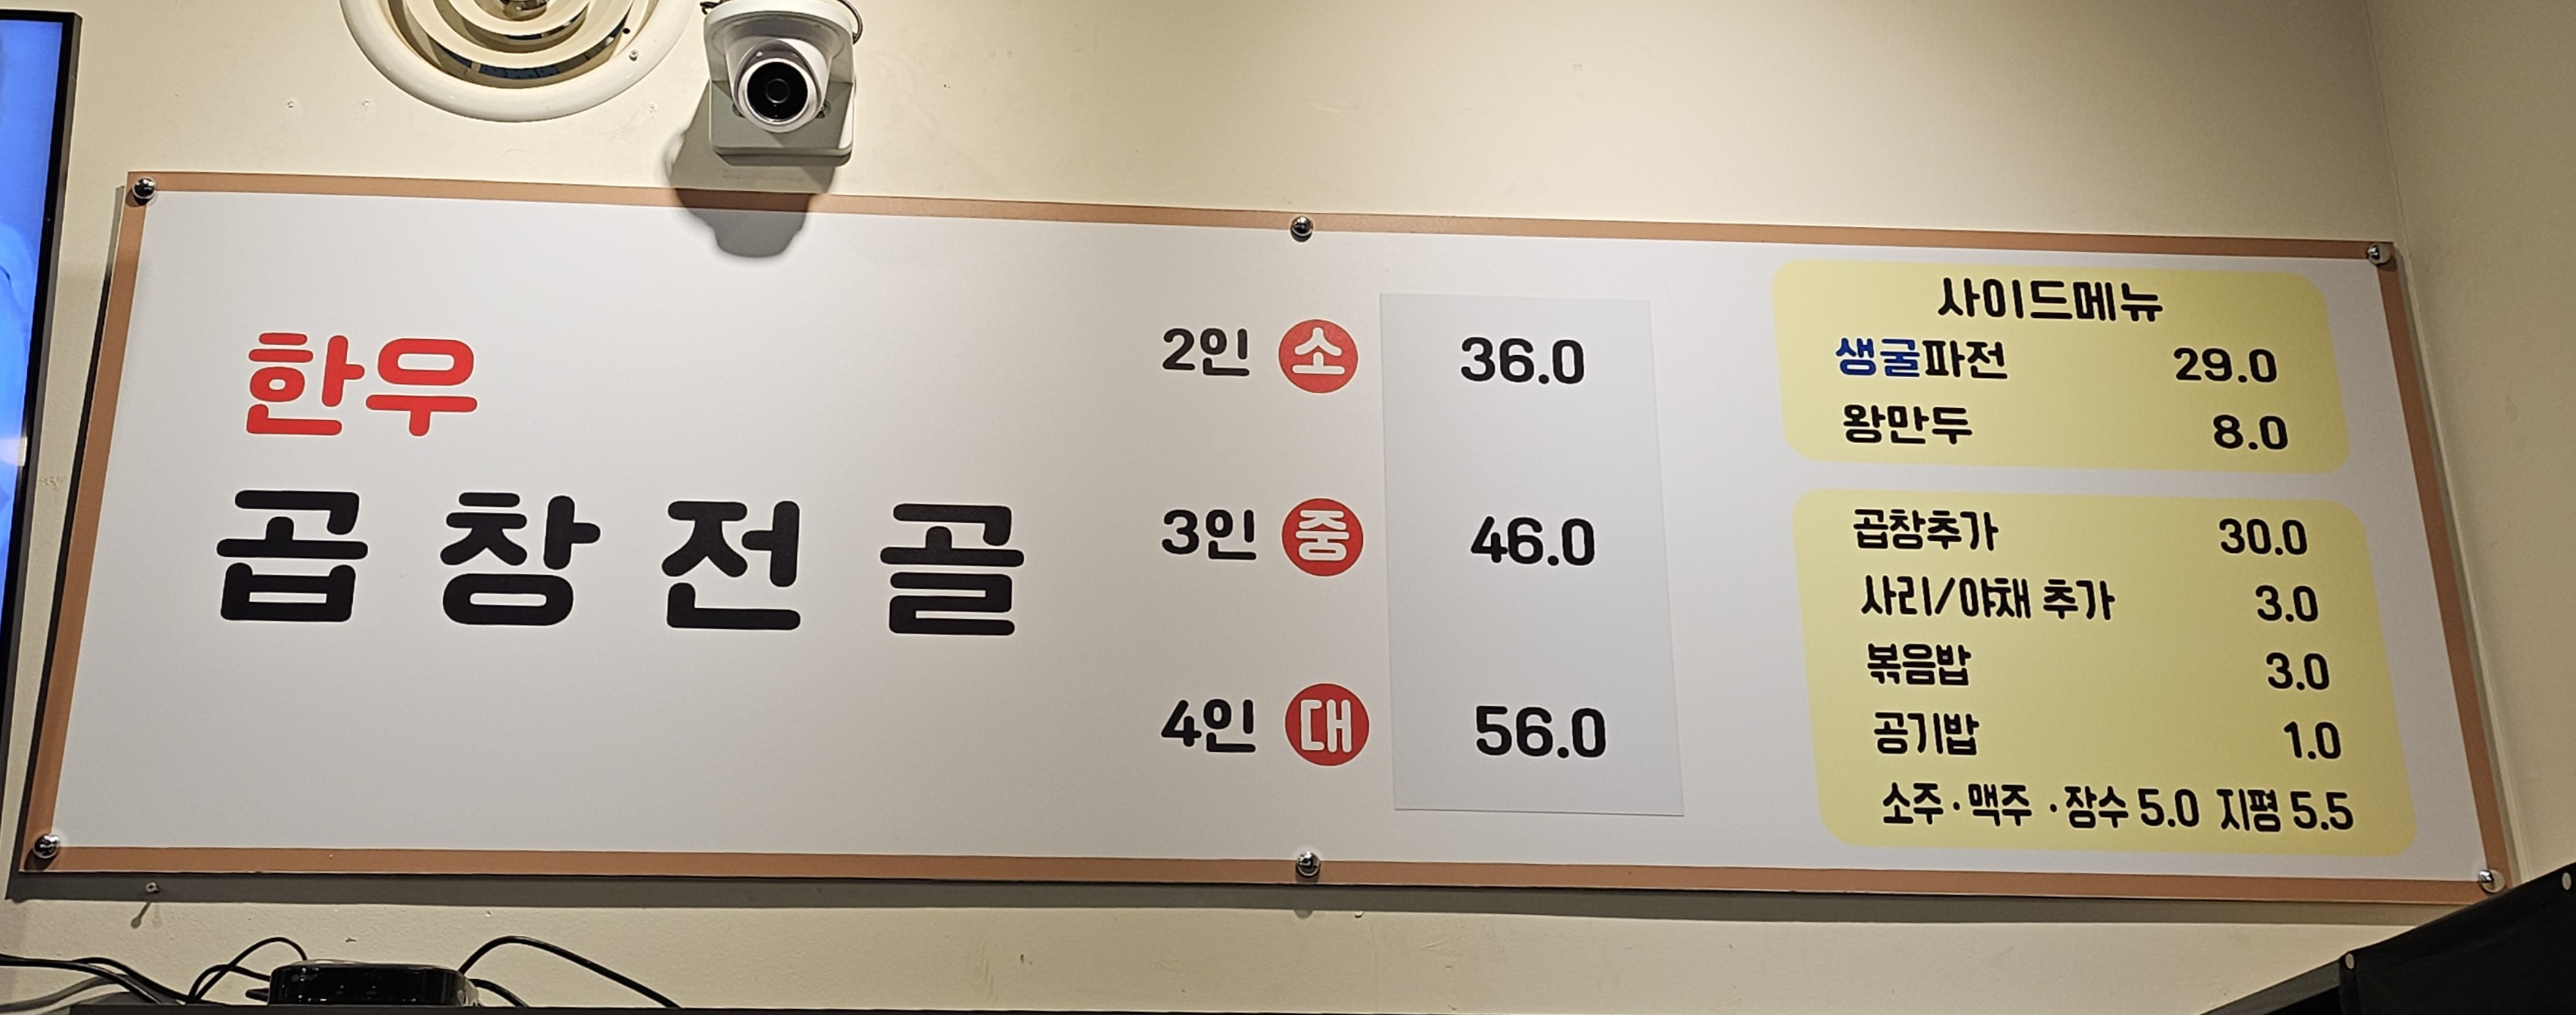 한우
곱창전골
2인 소 36.0
3인 중 46.0
4인 대 56.0
사이드메뉴
생굴파전 29.0
왕만두 8.0
곱창추가 30.0
사리/야채 추가 3.0
볶음밥 3.0
공기밥 1.0
소주·맥주·장수 5.0 지평 5.5